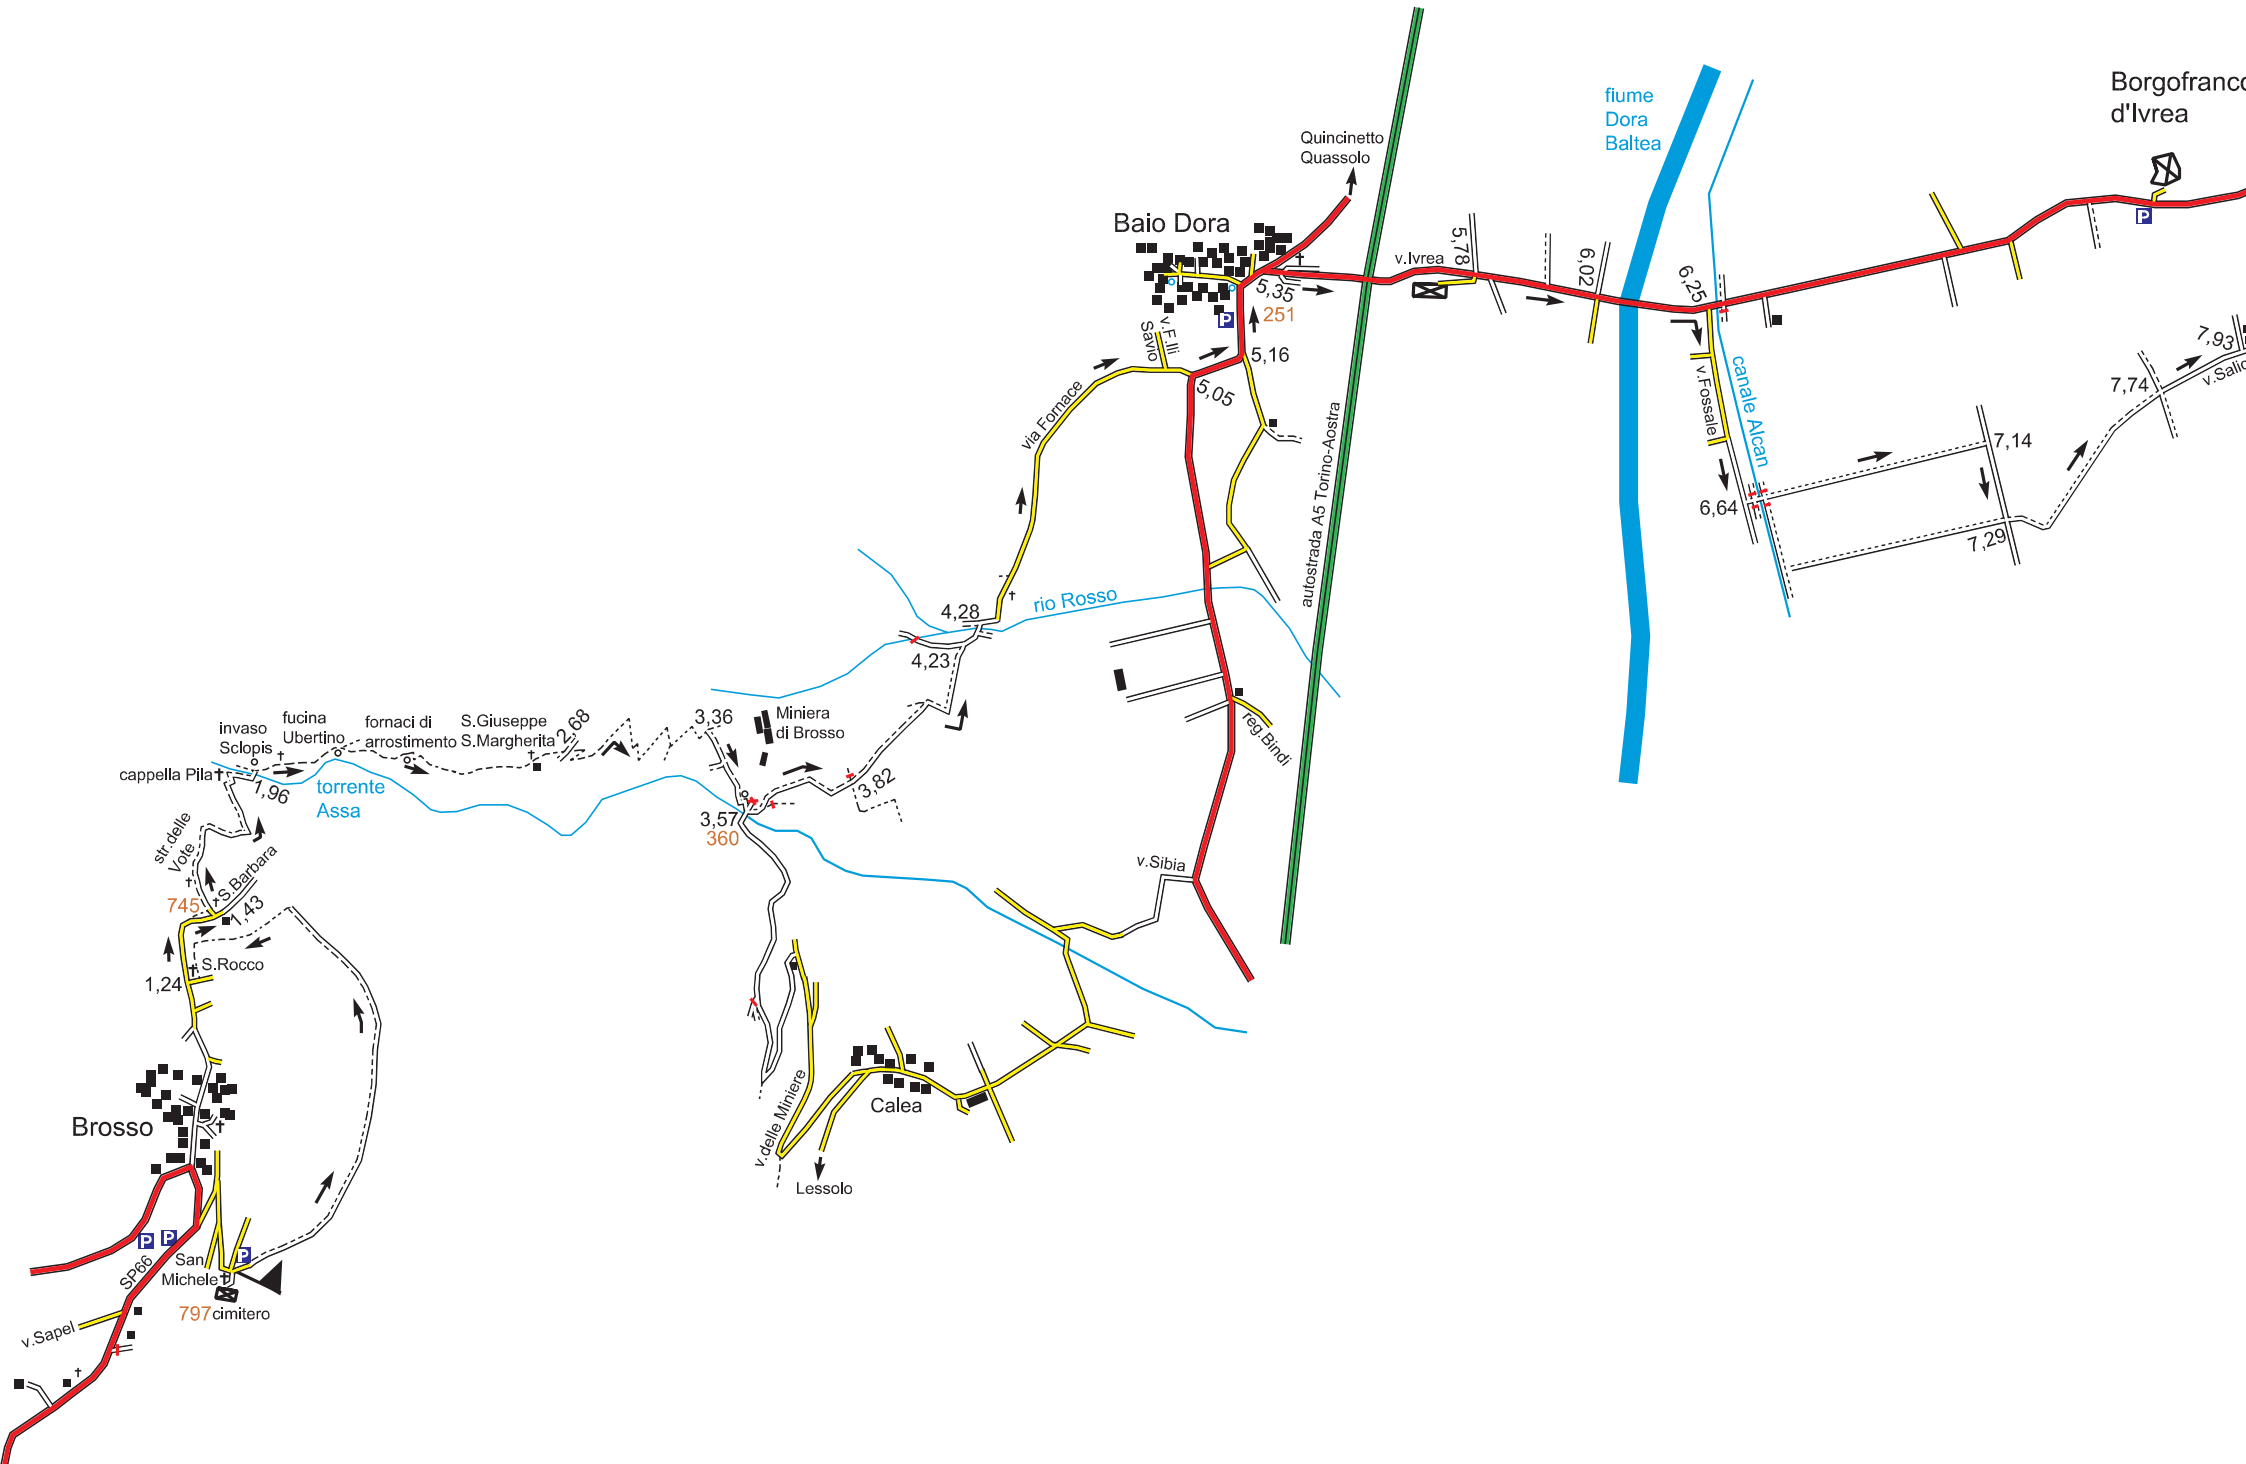 Borgofranco
d'Ivrea
fiume
Dora
Baltea
Quincinetto
Quassolo
Baio Dora
v.Ivrea
5,78
6,02
6,25
5,35
251
P
P
v.F.lli
Savio
5,16
5,05
via Fornace
autostrada A5 Torino-Aostra
v.Fossale
canale Alcan
7,93
v.Salic
7,74
7,14
6,64
7,29
4,28
rio Rosso
4,23
reg.Bindi
invaso
Sclopis
fucina
Ubertino
fornaci di
arrostimento
S.Giuseppe
S.Margherita
2,68
3,36
Miniera
di Brosso
cappella Pila
1,96
torrente
Assa
3,82
3,57
360
str.delle
Vote
S.Barbara
745
1,43
v.Sibia
S.Rocco
1,24
Brosso
v.delle Miniere
Calea
Lessolo
P
P
P
SP66
San
Michele
797
cimitero
v.Sapel